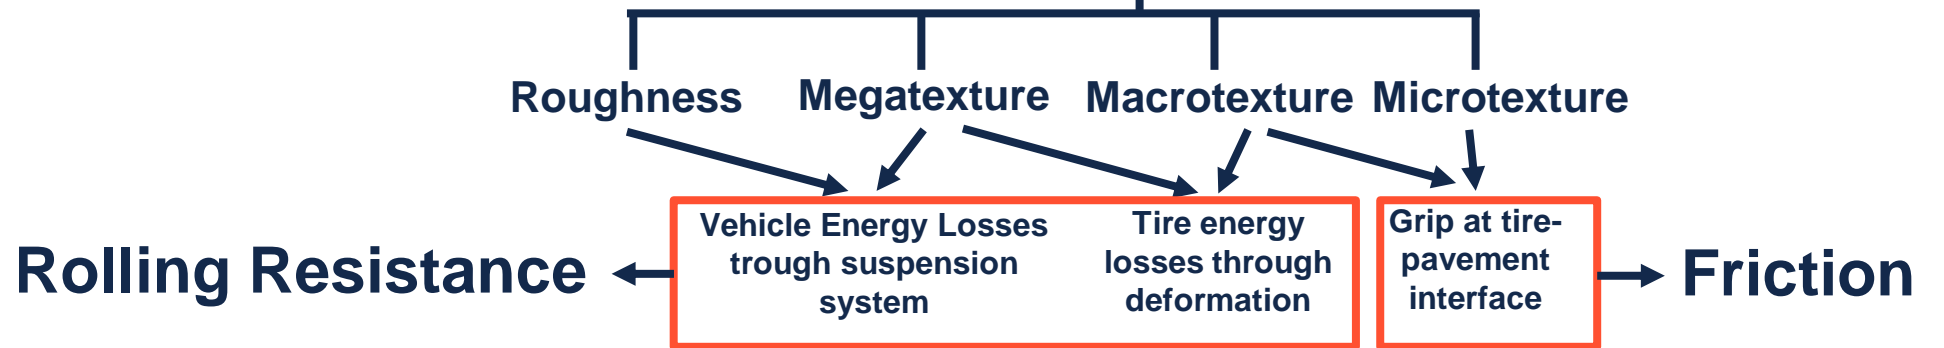 Roughness Megatexture Macrotexture Microtexture
Rolling Resistance
Vehicle Energy Losses
trough suspension
system
Tire energy
losses through
deformation
Grip at tire-
pavement
interface
Friction